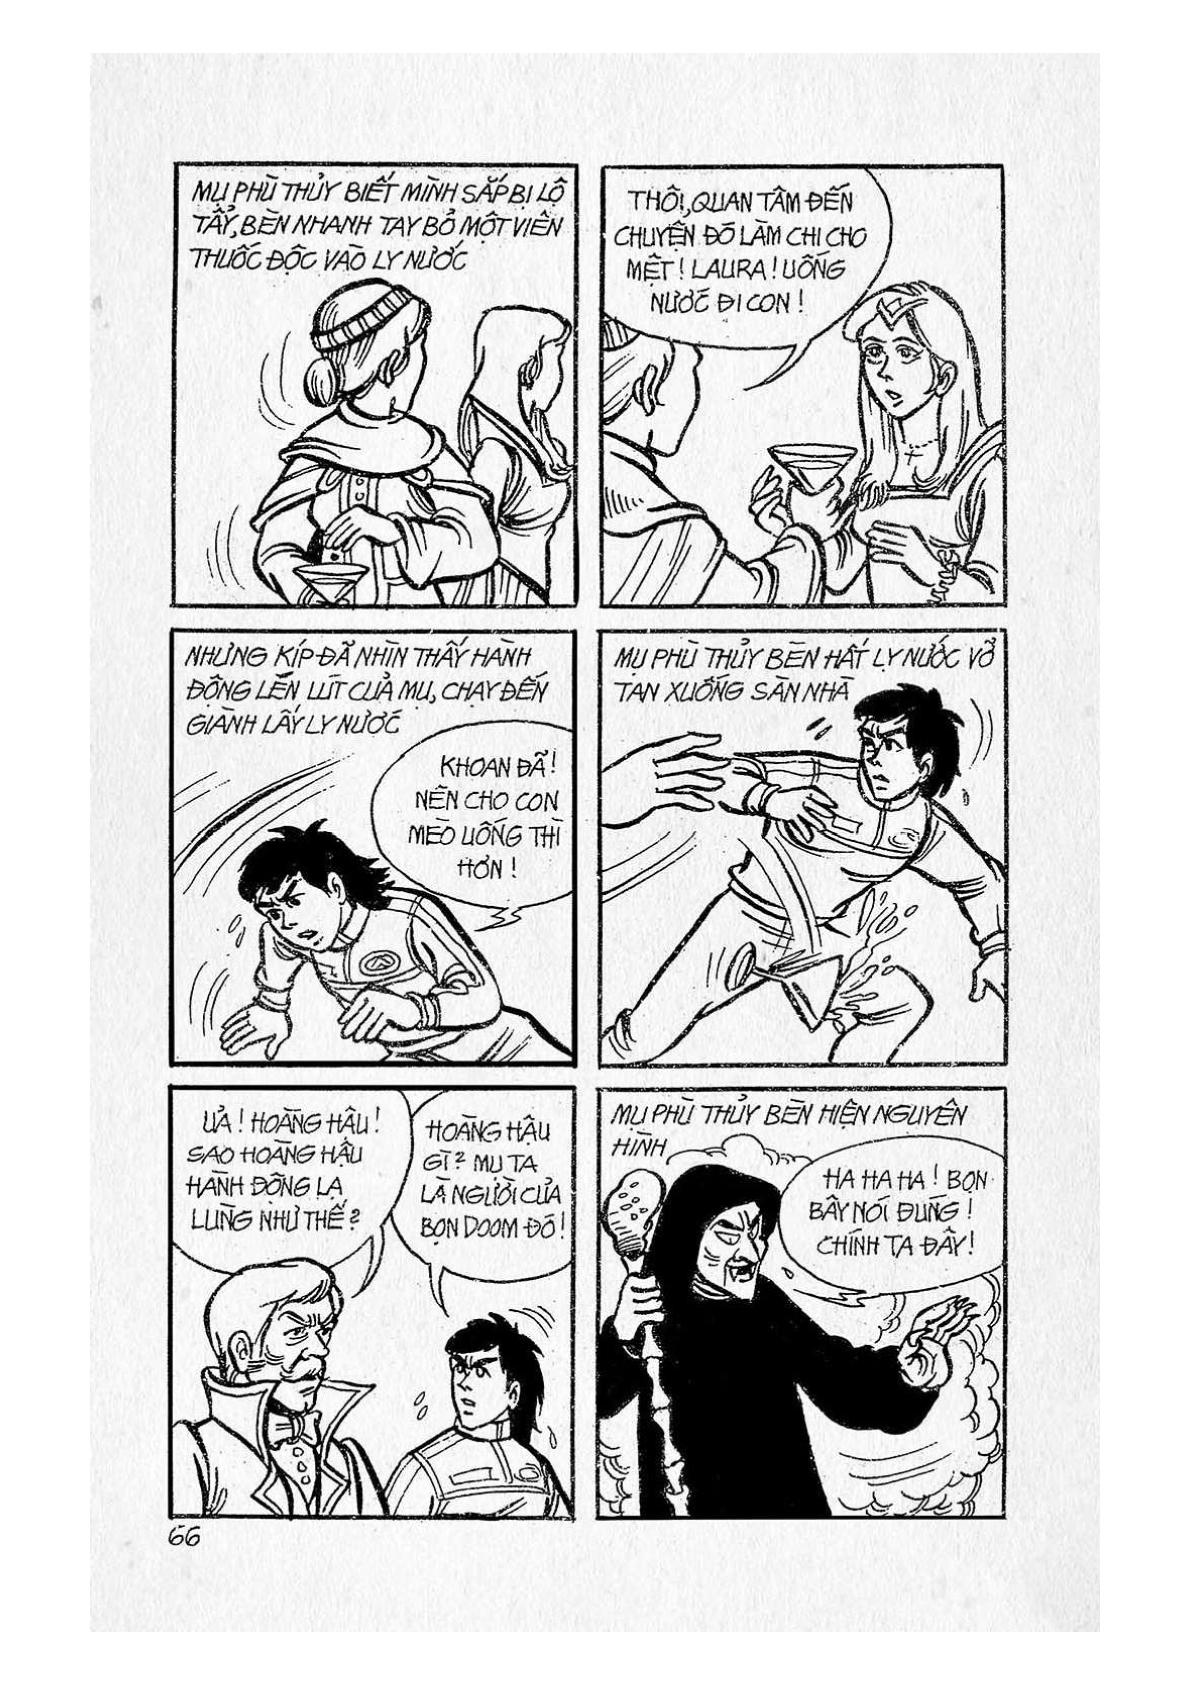 MỤ PHÙ THỦY BIẾT MÌNH SẮP BỊ LỘ
TẨY, BÈN NHANH TAY BỎ MỘT VIÊN
THUỐC ĐỘC VÀO LY NƯỚC
THÔI, QUAN TÂM ĐẾN
CHUYỆN ĐÓ LÀM CHI CHO
MỆT! LAURA! UỐNG
NƯỚC ĐI CON!
NHƯNG KÍP ĐÃ NHÌN THẤY HÀNH
ĐỘNG LÉN LÚT CỦA MỤ, CHẠY ĐẾN
GIÀNH LẤY LY NƯỚC
KHOAN ĐÃ!
NÊN CHO CON
MÈO UỐNG THÌ
HƠN!
MỤ PHÙ THỦY BÈN HẤT LY NƯỚC VỠ
TAN XUỐNG SÀN NHÀ
ỦA! HOÀNG HẬU!
SAO HOÀNG HẬU
HÀNH ĐỘNG LẠ
LÙNG NHƯ THẾ?
HOÀNG HẬU
GÌ? MỤ TA
LÀ NGƯỜI CỦA
BỌN DOOM ĐÓ!
MỤ PHÙ THỦY BÈN HIỆN NGUYÊN
HÌNH
HA HA HA! BỌN
BÂY NÓI ĐÚNG!
CHÍNH TA ĐÂY!
66